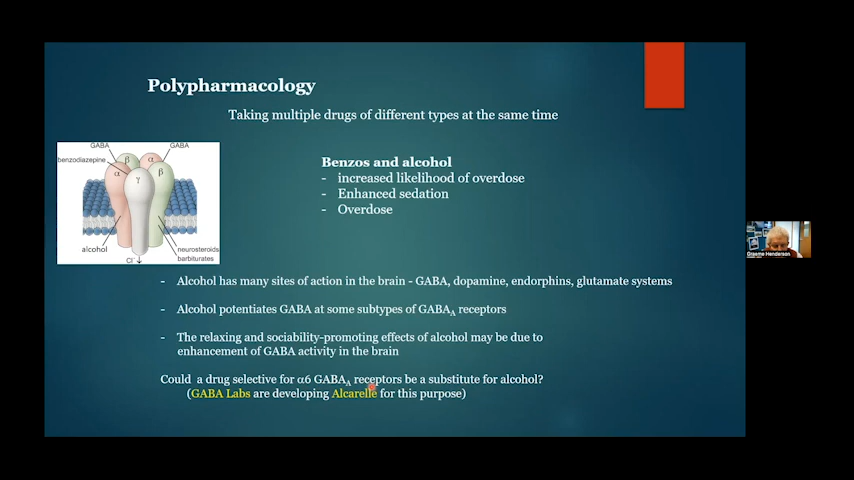 Polypharmacology
Taking multiple drugs of different types at the same time
GABA
GABA
benzodiazepine
β
α
α
β
γ
alcohol
neurosteroids
barbiturates
Cl⁻
Benzos and alcohol
- increased likelihood of overdose
- Enhanced sedation
- Overdose
Graeme Henderson
- Alcohol has many sites of action in the brain - GABA, dopamine, endorphins, glutamate systems
- Alcohol potentiates GABA at some subtypes of GABAA receptors
- The relaxing and sociability-promoting effects of alcohol may be due to
enhancement of GABA activity in the brain
Could a drug selective for α6 GABAA receptors be a substitute for alcohol?
(GABA Labs are developing Alcarelle for this purpose)